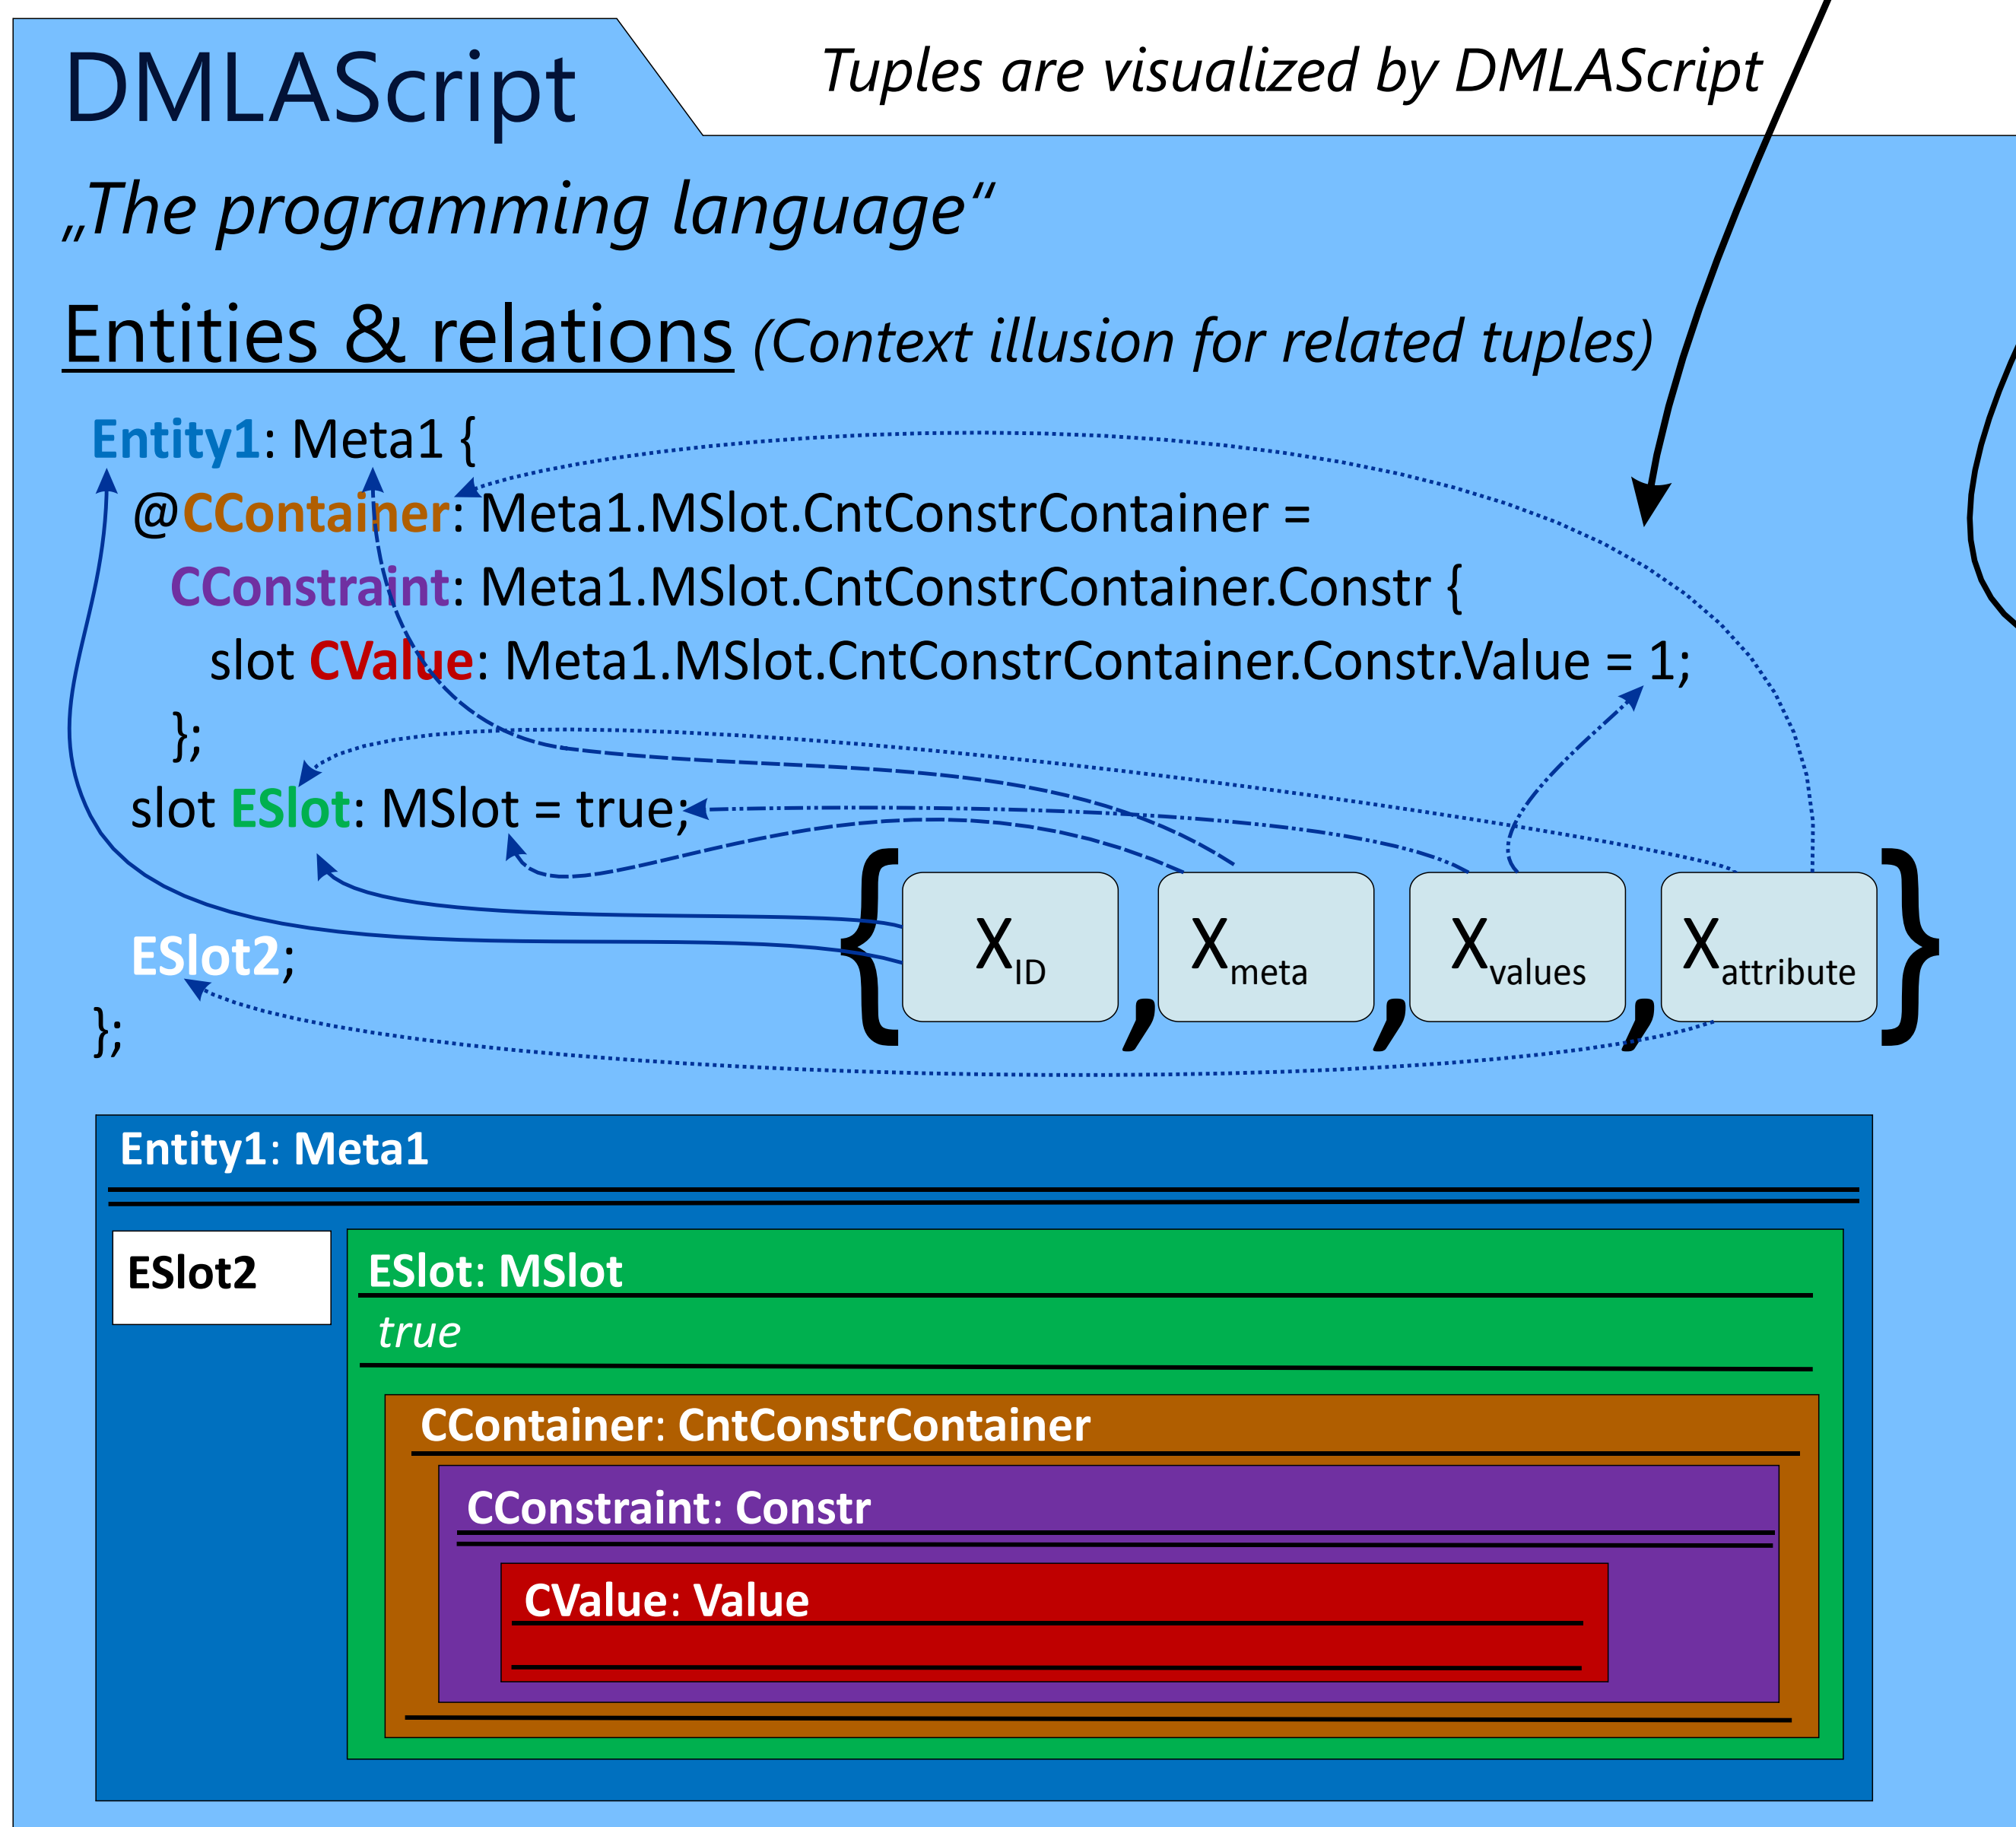 DMLAScript
Tuples are visualized by DMLAScript
„The programming language“
Entities & relations (Context illusion for related tuples)
Entity1: Meta1 {
@CContainer: Meta1.MSlot.CntConstrContainer =
CConstraint: Meta1.MSlot.CntConstrContainer.Constr {
slot CValue: Meta1.MSlot.CntConstrContainer.Constr.Value = 1;
};
slot ESlot: MSlot = true;
ESlot2;
};
{ XID , Xmeta , Xvalues , Xattribute }
Entity1: Meta1
ESlot2
ESlot: MSlot
true
CContainer: CntConstrContainer
CConstraint: Constr
CValue: Value